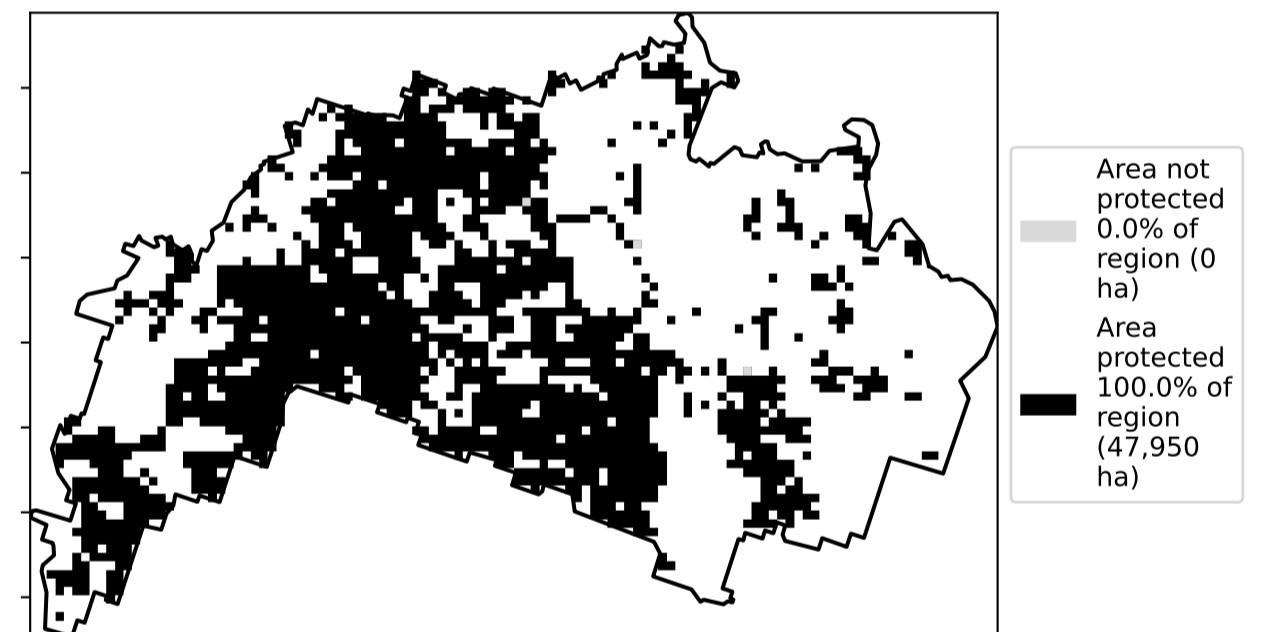 Area not
protected
0.0% of
region (0
ha)
Area
protected
100.0% of
region
(47,950
ha)